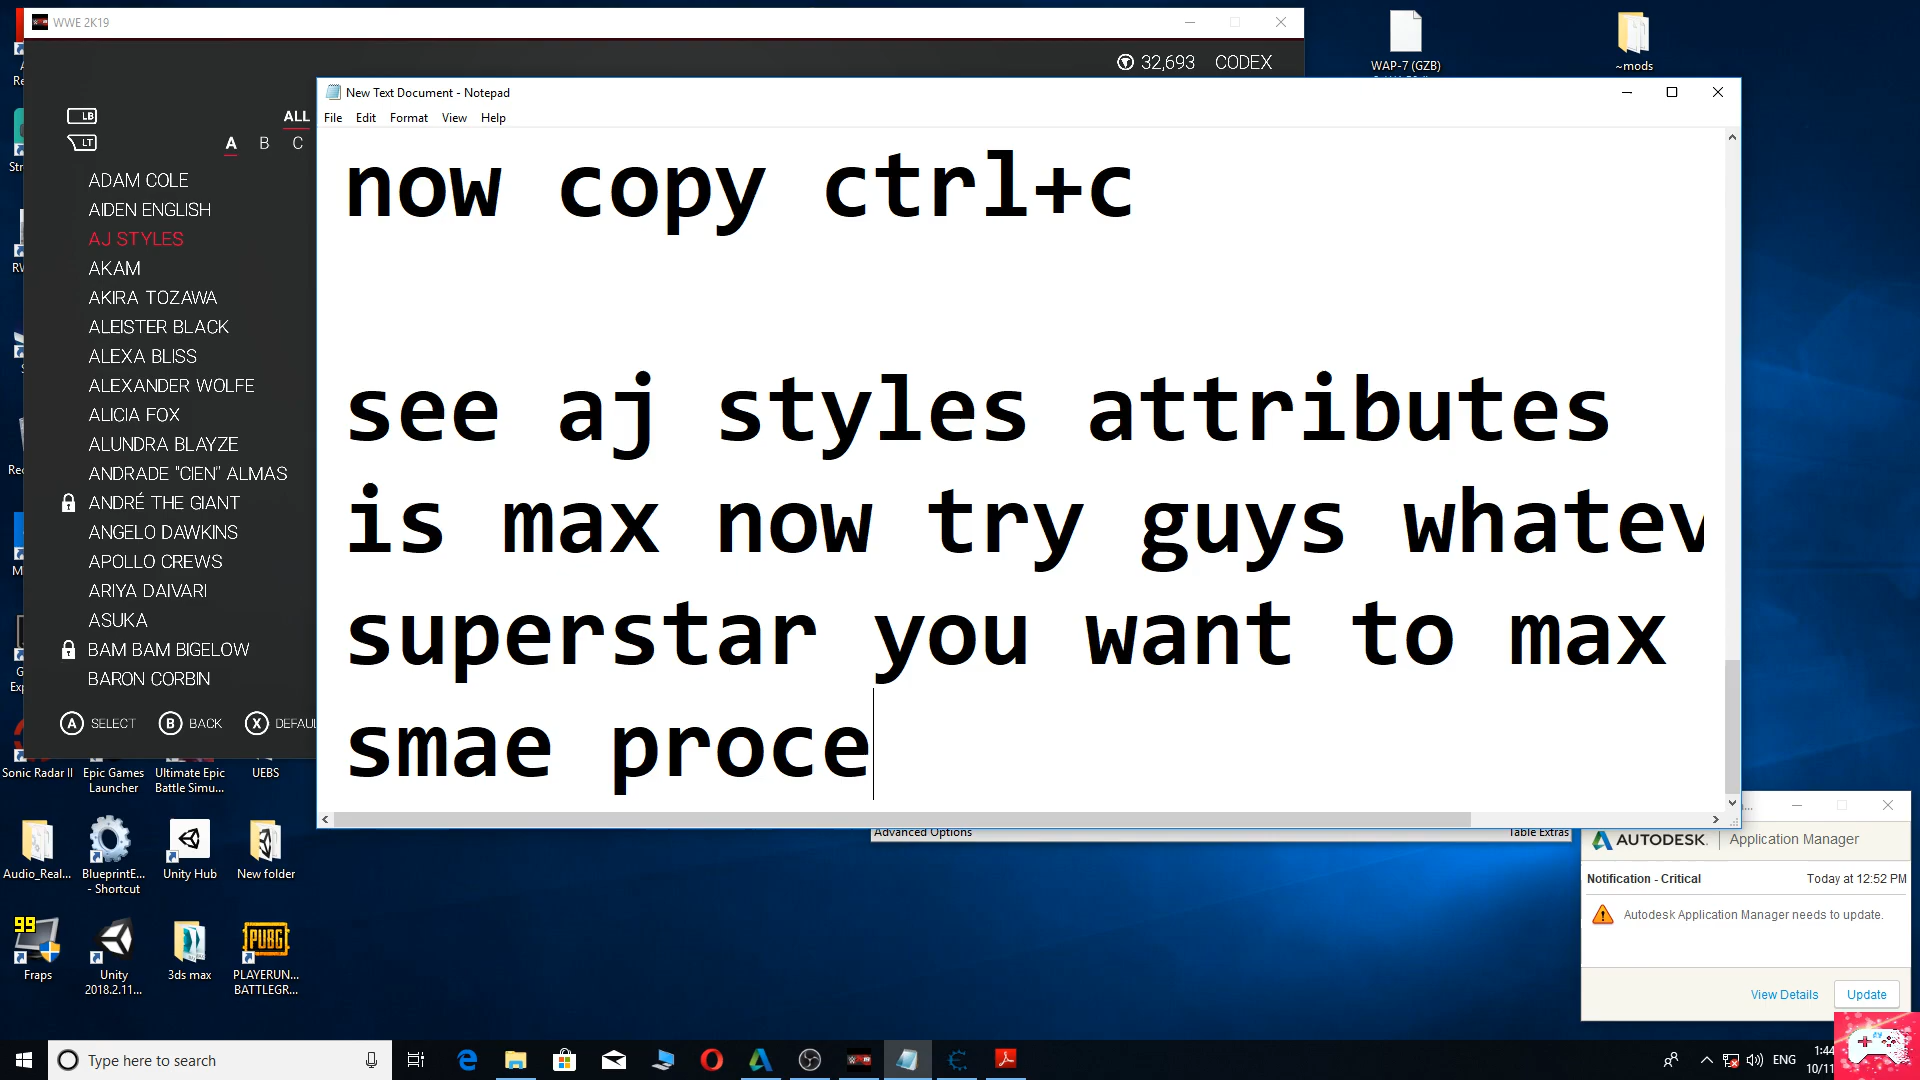 WWE 2K19
32,693 CODEX
LB
ALL
LT
A B C
ADAM COLE
AIDEN ENGLISH
AJ STYLES
AKAM
AKIRA TOZAWA
ALEISTER BLACK
ALEXA BLISS
ALEXANDER WOLFE
ALICIA FOX
ALUNDRA BLAYZE
ANDRADE "CIEN" ALMAS
ANDRÉ THE GIANT
ANGELO DAWKINS
APOLLO CREWS
ARIYA DAIVARI
ASUKA
BAM BAM BIGELOW
BARON CORBIN
A SELECT B BACK X DEFAU
New Text Document - Notepad
File Edit Format View Help
now copy ctrl+c
see aj styles attributes
is max now try guys whatev
superstar you want to max
smae proce
Advanced Options Table Extras
WAP-7 (GZB)
~mods
Sonic Radar II
Epic Games
Launcher
Ultimate Epic
Battle Simu...
UEBS
Audio_Real...
BlueprintE...
- Shortcut
Unity Hub
New folder
99
Fraps
Unity
2018.2.11...
3ds max
PUBG
PLAYERUN...
BATTLEGR...
AUTODESK. Application Manager
Notification - Critical Today at 12:52 PM
Autodesk Application Manager needs to update.
View Details Update
Type here to search
ENG
1:44
10/11